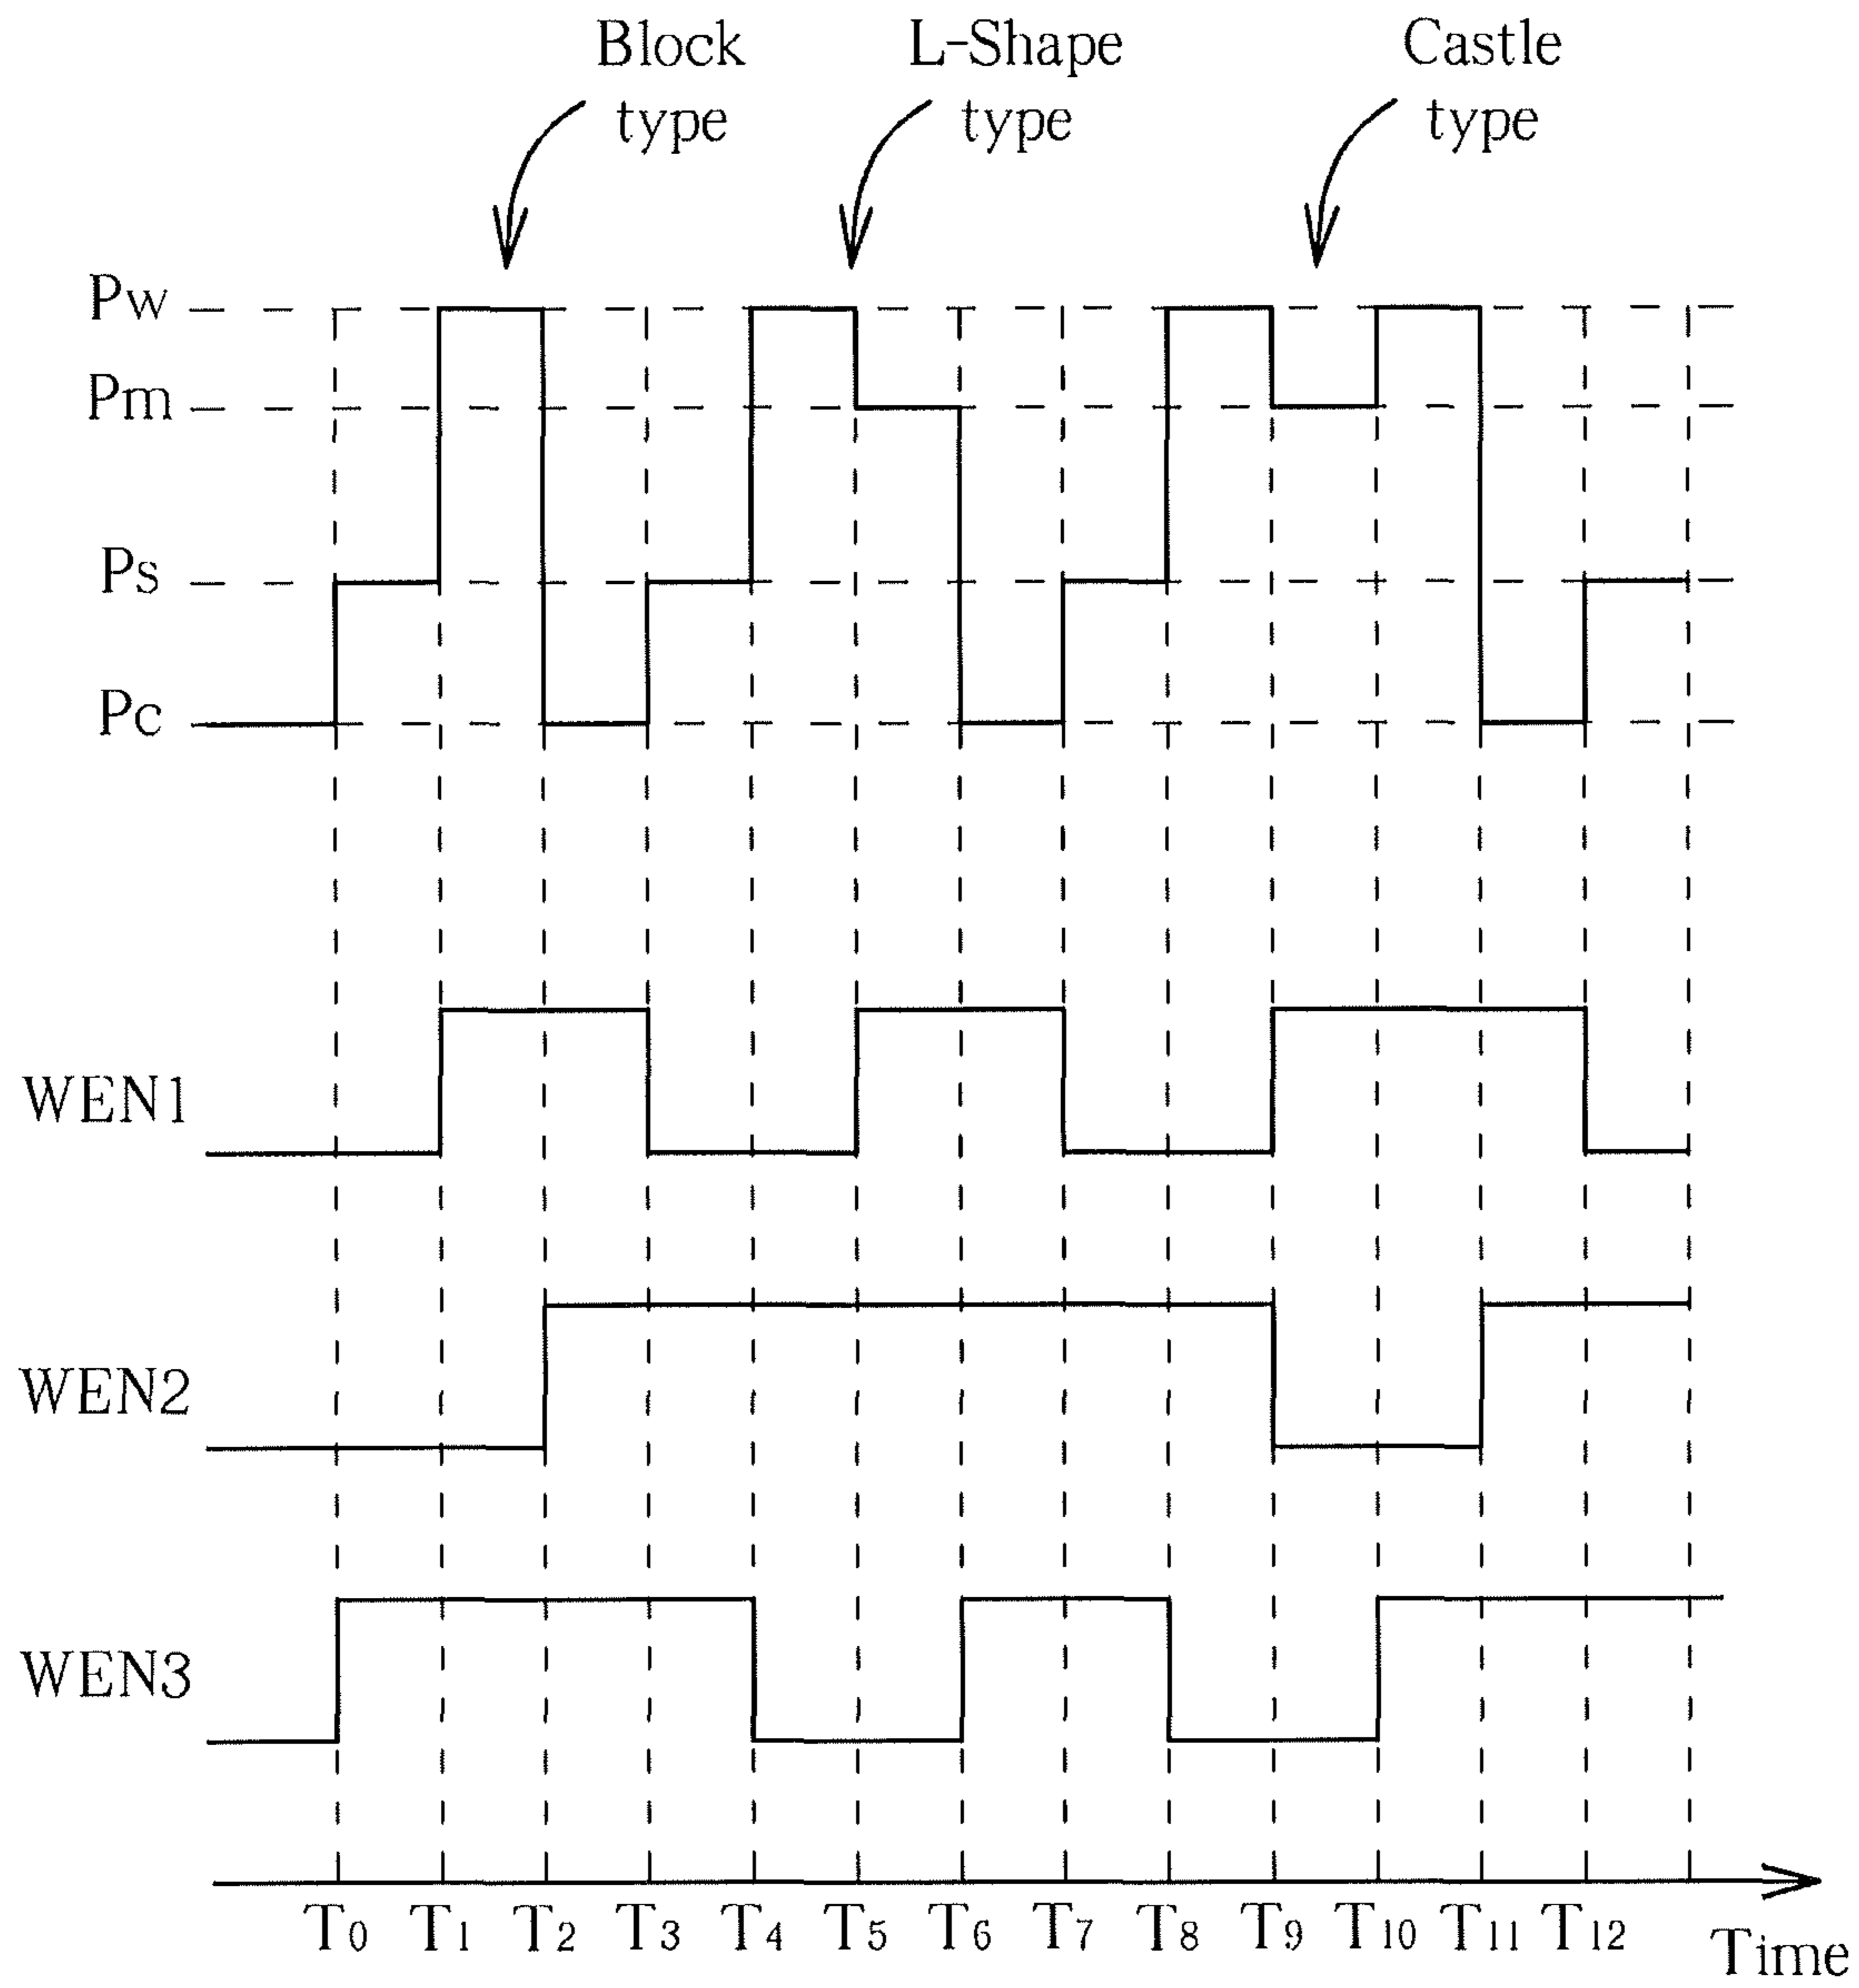 Block
type
L-Shape
type
Castle
type
Pw
Pm
Ps
Pc
WEN1
WEN2
WEN3
T0 T1 T2 T3 T4 T5 T6 T7 T8 T9 T10 T11 T12
Time